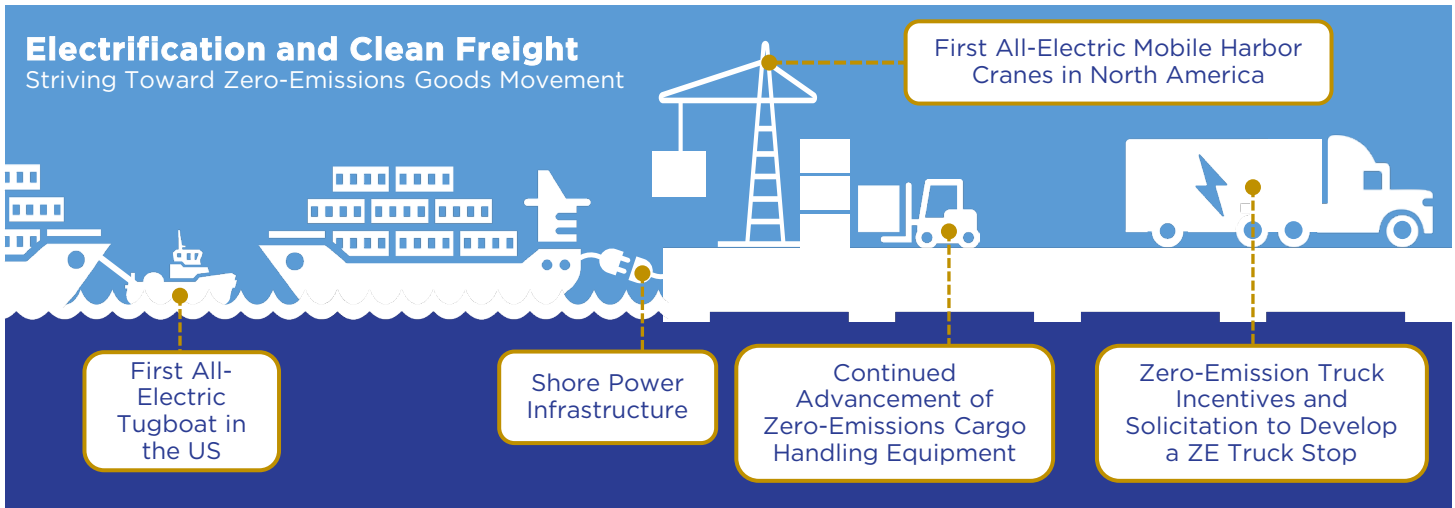 Electrification and Clean Freight
Striving Toward Zero-Emissions Goods Movement
First All-Electric Mobile Harbor
Cranes in North America
First All-
Electric
Tugboat in
the US
Shore Power
Infrastructure
Continued
Advancement of
Zero-Emissions Cargo
Handling Equipment
Zero-Emission Truck
Incentives and
Solicitation to Develop
a ZE Truck Stop